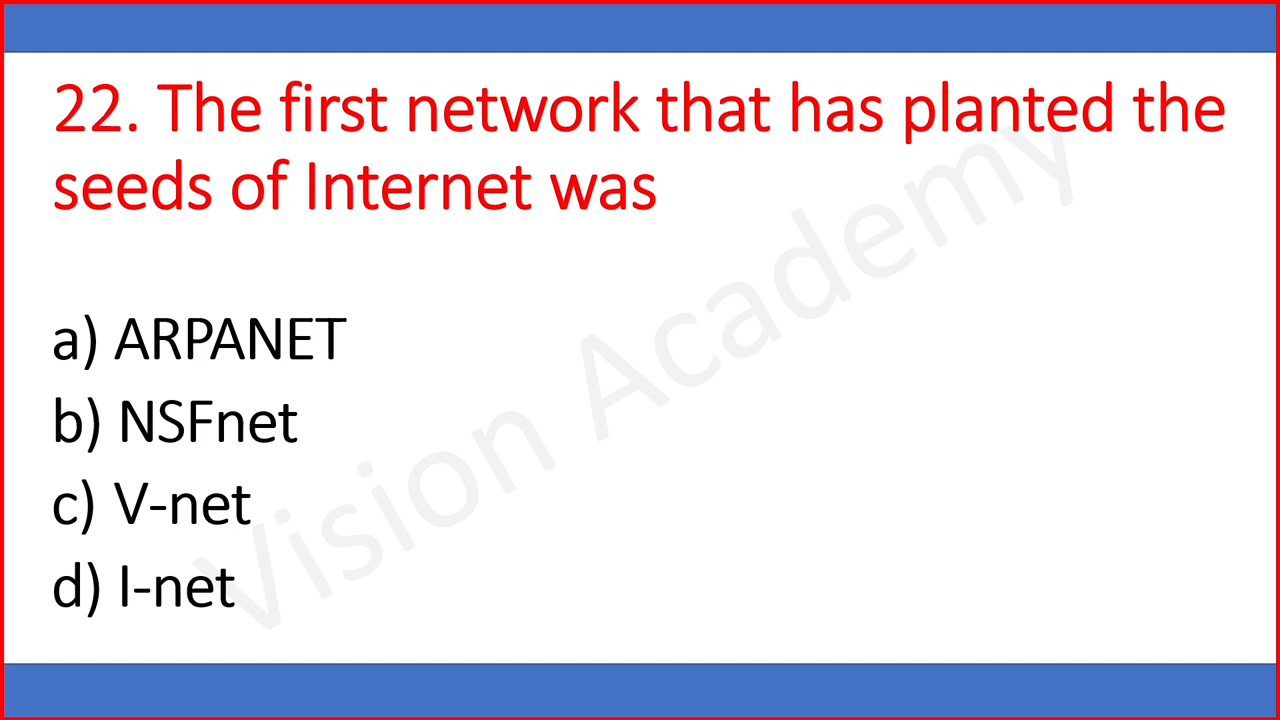 22. The first network that has planted the
seeds of Internet was
a) ARPANET
b) NSFnet
c) V-net
d) I-net
Vision Academy